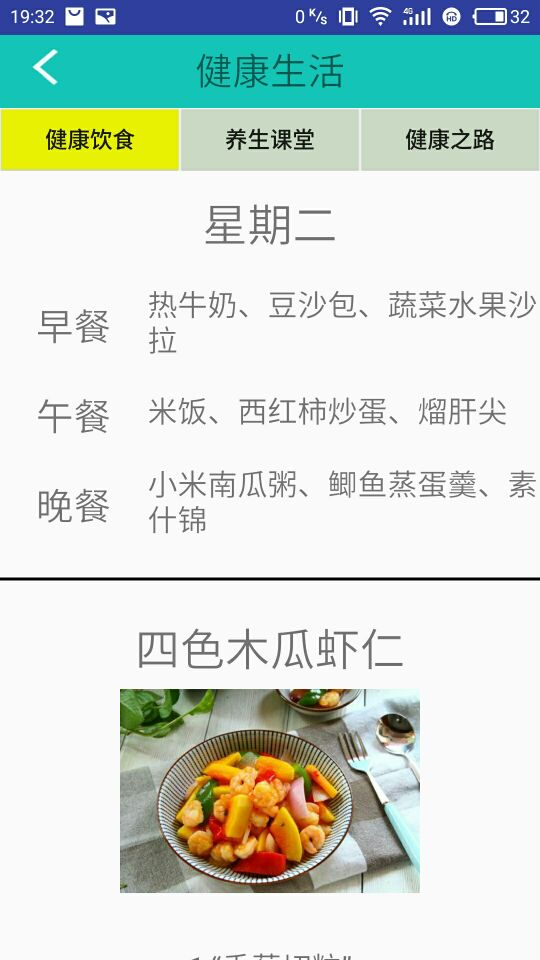 19:32
0 K/s
4G
HD
32
健康生活
健康饮食
养生课堂
健康之路
星期二
早餐
热牛奶、豆沙包、蔬菜水果沙
拉
午餐
米饭、西红柿炒蛋、熘肝尖
晚餐
小米南瓜粥、鲫鱼蒸蛋羹、素
什锦
四色木瓜虾仁